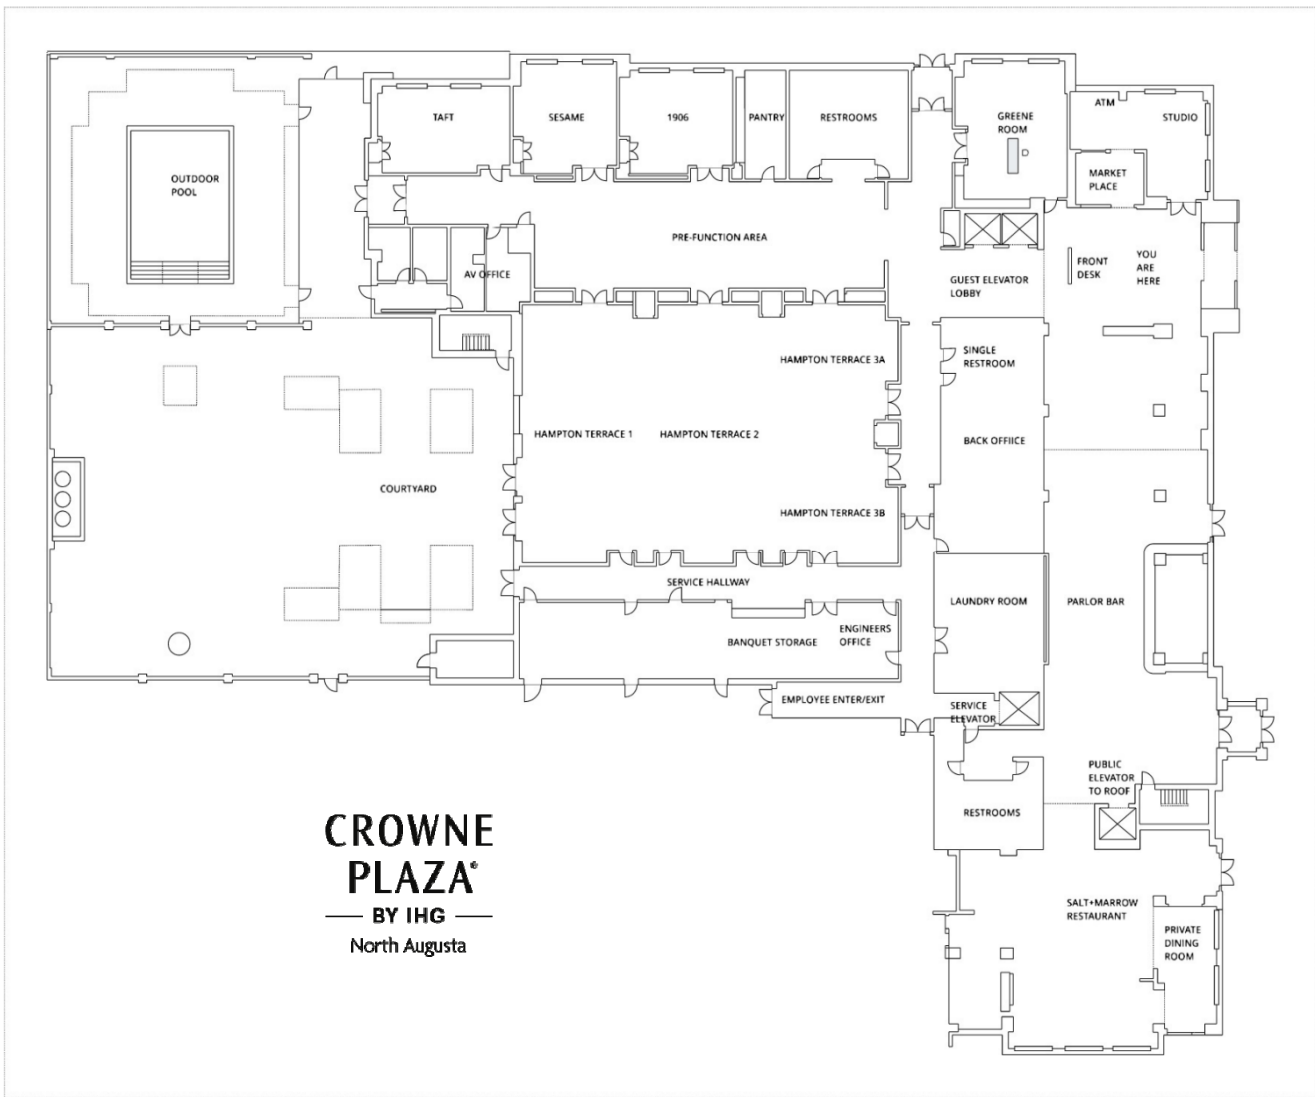 TAFT
SESAME
1906
PANTRY
RESTROOMS
GREENE
ROOM
ATM
STUDIO
MARKET
PLACE
OUTDOOR
POOL
PRE-FUNCTION AREA
AV OFFICE
GUEST ELEVATOR
LOBBY
FRONT
DESK
YOU
ARE
HERE
HAMPTON TERRACE 3A
SINGLE
RESTROOM
HAMPTON TERRACE 1
HAMPTON TERRACE 2
BACK OFFIICE
COURTYARD
HAMPTON TERRACE 3B
SERVICE HALLWAY
LAUNDRY ROOM
PARLOR BAR
BANQUET STORAGE
ENGINEERS
OFFICE
EMPLOYEE ENTER/EXIT
SERVICE
ELEVATOR
PUBLIC
ELEVATOR
TO ROOF
RESTROOMS
CROWNE
PLAZA®
BY IHG
North Augusta
SALT+MARROW
RESTAURANT
PRIVATE
DINING
ROOM